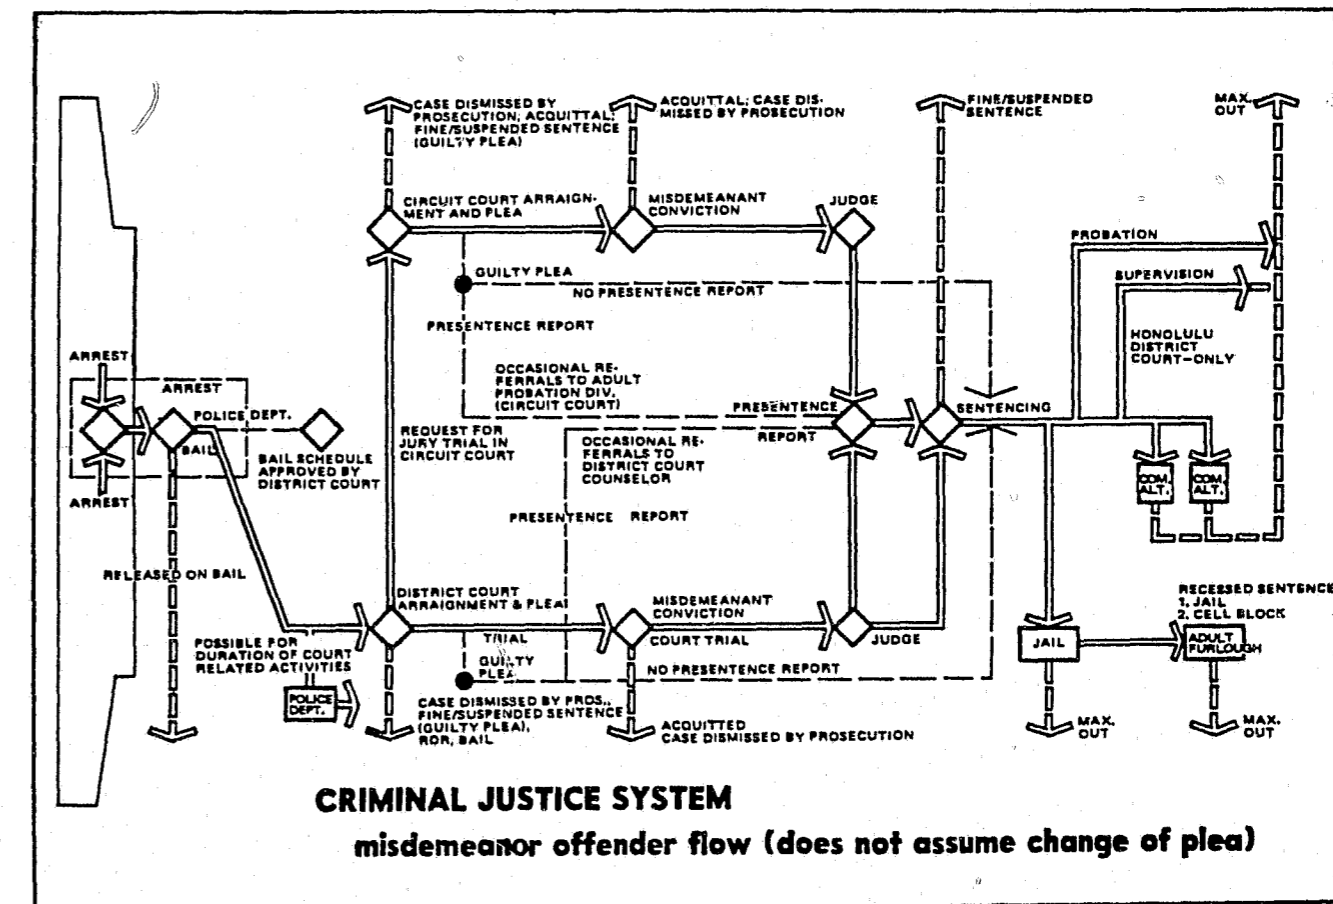 CASE DISMISSED BY
PROSECUTION; ACQUITTAL;
FINE/SUSPENDED SENTENCE
(GUILTY PLEA)
ACQUITTAL; CASE DIS-
MISSED BY PROSECUTION
FINE/SUSPENDED
SENTENCE
MAX.
OUT
CIRCUIT COURT ARRAIGN-
MENT AND PLEA
MISDEMEANANT
CONVICTION
JUDGE
PROBATION
GUILTY PLEA
NO PRESENTENCE REPORT
SUPERVISION
PRESENTENCE REPORT
HONOLULU
DISTRICT
COURT-ONLY
ARREST
ARREST
OCCASIONAL RE-
FERRALS TO ADULT
PROBATION DIV.
(CIRCUIT COURT)
POLICE DEPT.
BAIL
PRESENTENCE
REPORT
SENTENCING
REQUEST FOR
JURY TRIAL IN
CIRCUIT COURT
OCCASIONAL RE-
FERRALS TO
DISTRICT COURT
COUNSELOR
BAIL SCHEDULE
APPROVED BY
DISTRICT COURT
COM.
ALT.
COM.
ALT.
ARREST
PRESENTENCE REPORT
RELEASED ON BAIL
DISTRICT COURT
ARRAIGNMENT & PLEA
MISDEMEANANT
CONVICTION
COURT TRIAL
JUDGE
RECESSED SENTENCE
1. JAIL
2. CELL BLOCK
TRIAL
GUILTY
PLEA
NO PRESENTENCE REPORT
JAIL
ADULT
FURLOUGH
POSSIBLE FOR
DURATION OF COURT
RELATED ACTIVITIES
POLICE
DEPT.
CASE DISMISSED BY PROS.,
FINE/SUSPENDED SENTENCE
(GUILTY PLEA),
ROR, BAIL
ACQUITTED
CASE DISMISSED BY PROSECUTION
MAX.
OUT
MAX.
OUT
CRIMINAL JUSTICE SYSTEM
misdemeanor offender flow (does not assume change of plea)